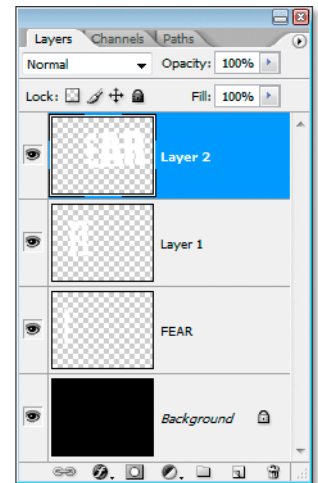 Layers Channels Paths
Normal Opacity: 100%
Lock: Fill: 100%
Layer 2
Layer 1
FEAR
Background